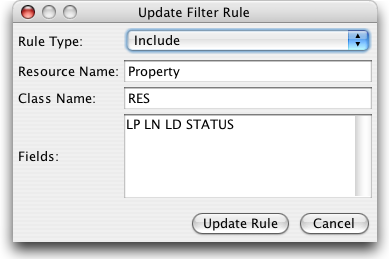 Update Filter Rule
Rule Type: Include
Resource Name: Property
Class Name: RES
Fields: LP LN LD STATUS
Update Rule Cancel